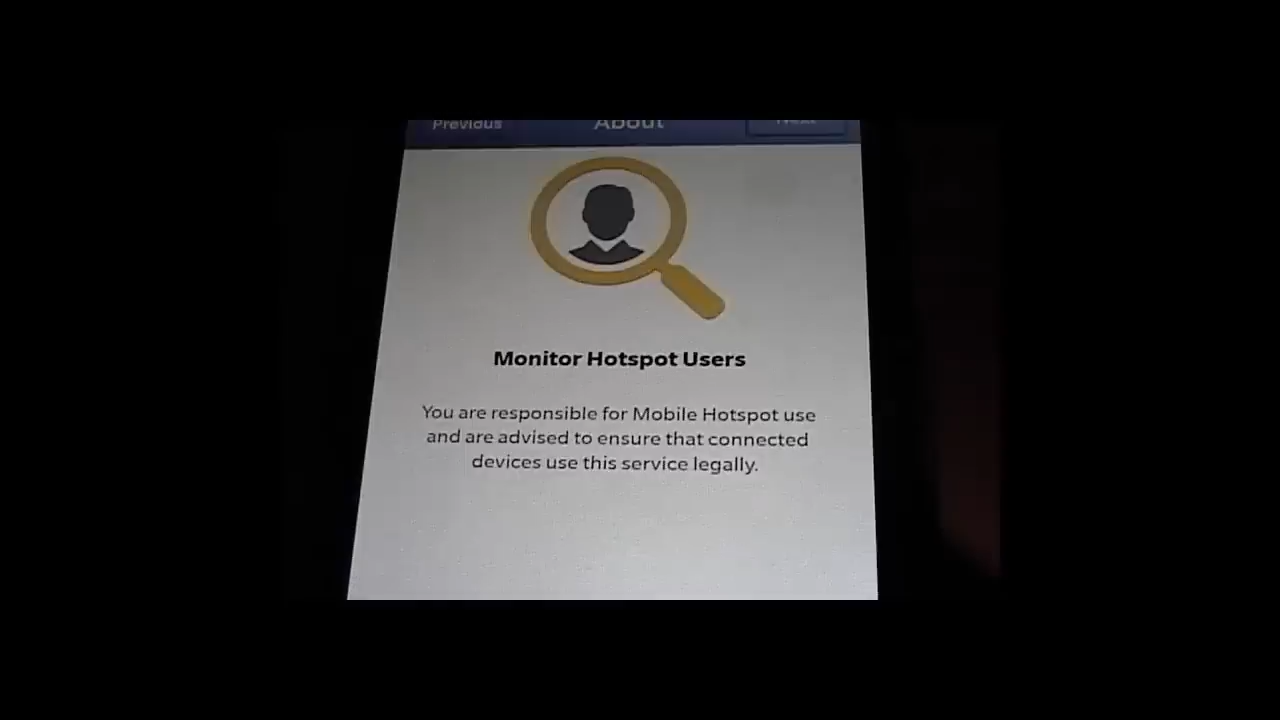 Previous About Next
Monitor Hotspot Users
You are responsible for Mobile Hotspot use
and are advised to ensure that connected
devices use this service legally.